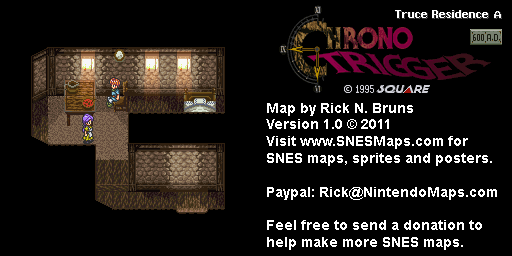 Truce Residence A
600 A.D.
CHRONO
TRIGGER
© 1995 SQUARE
Map by Rick N. Bruns
Version 1.0 © 2011
Visit www.SNESMaps.com for
SNES maps, sprites and posters.
Paypal: Rick@NintendoMaps.com
Feel free to send a donation to
help make more SNES maps.